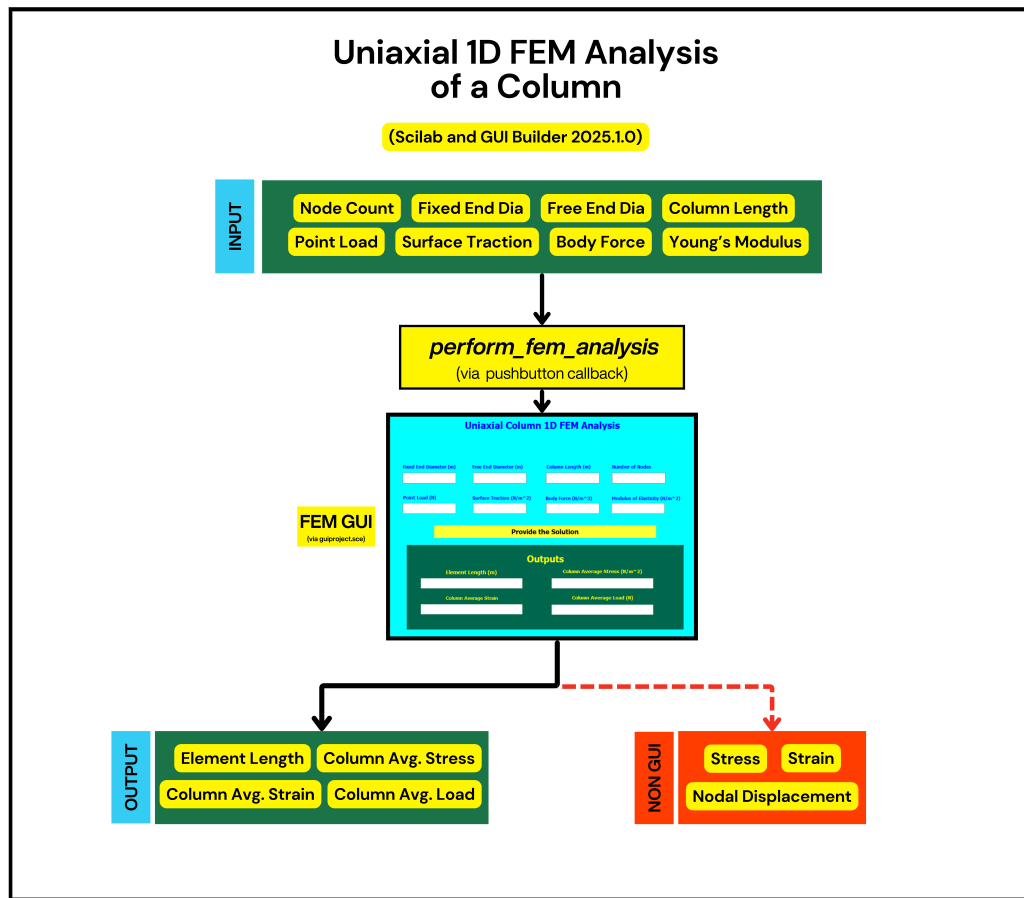 Uniaxial 1D FEM Analysis
of a Column
(Scilab and GUI Builder 2025.1.0)
INPUT
Node Count Fixed End Dia Free End Dia Column Length
Point Load Surface Traction Body Force Young's Modulus
perform_fem_analysis
(via pushbutton callback)
Uniaxial Column 1D FEM Analysis
Fixed End Diameter (m) Free End Diameter (m) Column Length (m) Number of Nodes
Point Load (N) Surface Traction (N/m^2) Body Force (N/m^3) Modulus of Elasticity (N/m^2)
Provide the Solution
FEM GUI
(via guiproject.sce)
Outputs
Element Length (m) Column Average Stress (N/m^2)
Column Average Strain Column Average Load (N)
OUTPUT
Element Length Column Avg. Stress
Column Avg. Strain Column Avg. Load
NON GUI
Stress Strain
Nodal Displacement